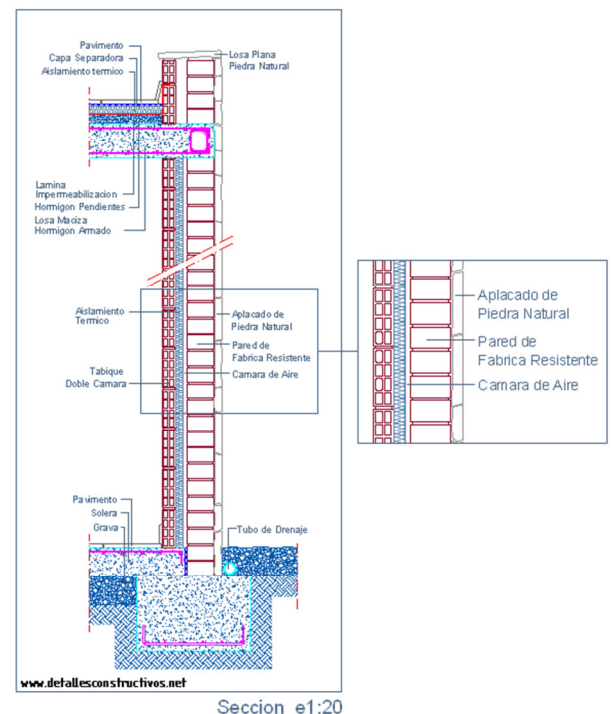 Pavimento
Capa Separadora
Aislamiento termico
Losa Plana
Piedra Natural
Lamina
Impermeabilizacion
Hormigon Pendientes
Losa Maciza
Hormigon Armado
Aislamiento
Termico
Tabique
Doble Camara
Aplacado de
Piedra Natural
Pared de
Fabrica Resistente
Camara de Aire
Aplacado de
Piedra Natural
Pared de
Fabrica Resistente
Camara de Aire
Pavimento
Solera
Grava
Tubo de Drenaje
www.detallesconstructivos.net
Seccion e1:20